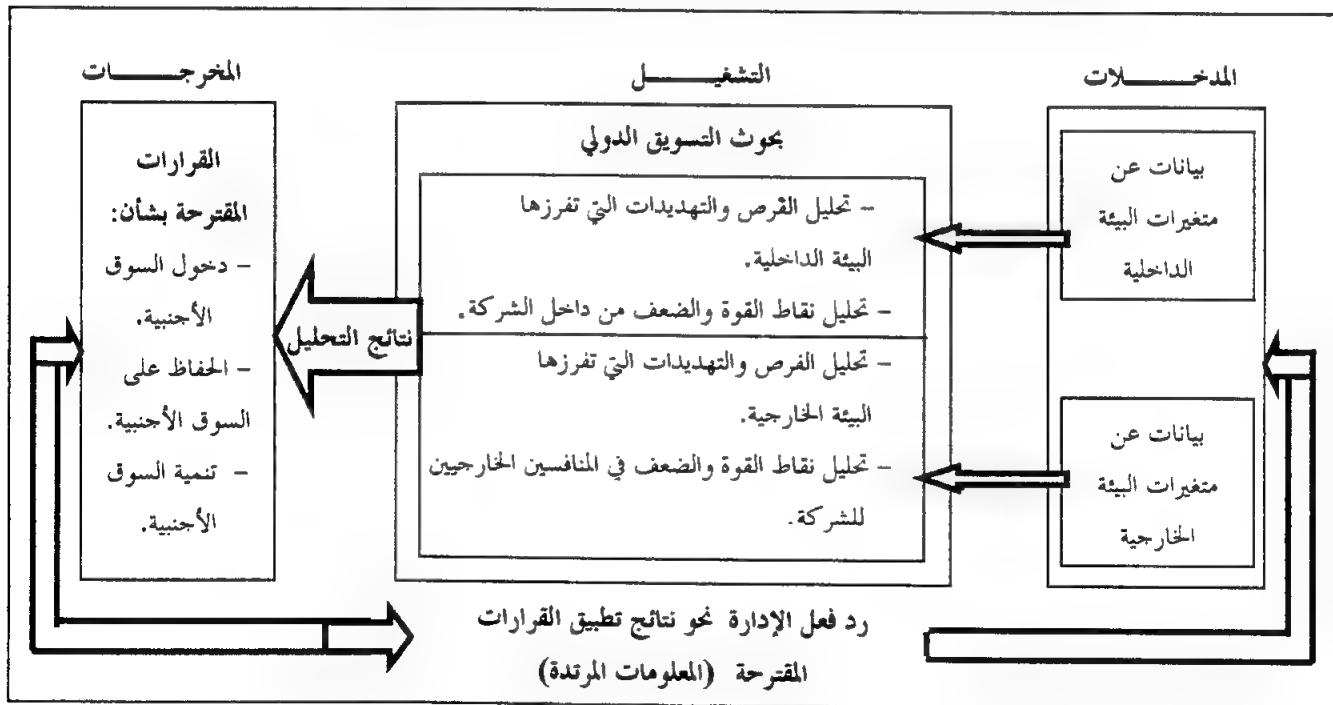 المدخــــــلات
بيانات عن
متغيرات البيئة
الداخلية
بيانات عن
متغيرات البيئة
الخارجية
التشغيــــــل
بحوث التسويق الدولي
– تحليل الفرص والتهديدات التي تفرزها
البيئة الداخلية.
– تحليل نقاط القوة والضعف من داخل الشركة.
– تحليل الفرص والتهديدات التي تفرزها
البيئة الخارجية.
– تحليل نقاط القوة والضعف في المنافسين الخارجيين
للشركة.
نتائج التحليل
المخرجــــــات
القرارات
المقترحة بشأن:
– دخول السوق
الأجنبية.
– الحفاظ على
السوق الأجنبية.
– تنمية السوق
الأجنبية.
رد فعل الإدارة نحو نتائج تطبيق القرارات
المقترحة (المعلومات المرتدة)